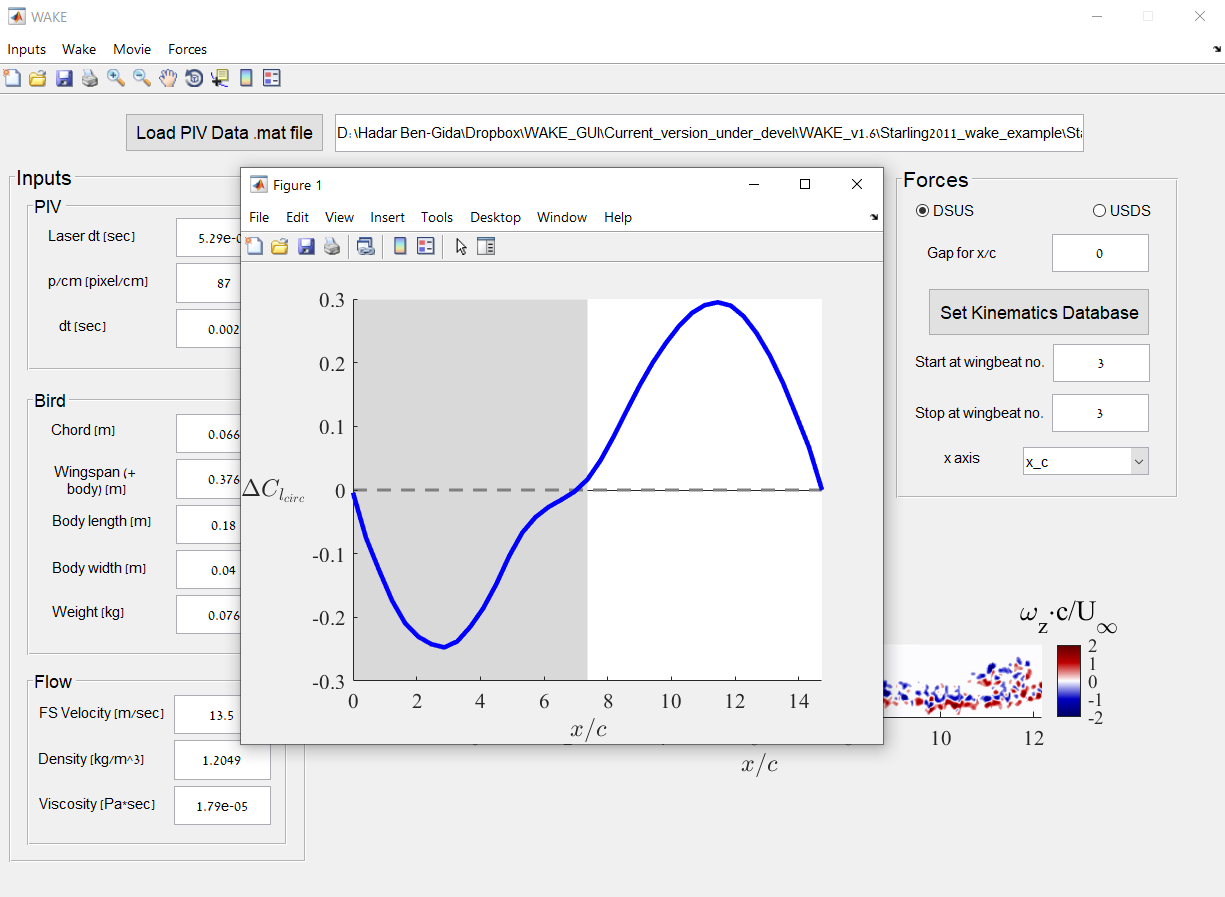 WAKE
Inputs Wake Movie Forces
Load PIV Data .mat file
D:\Hadar Ben-Gida\Dropbox\WAKE_GUI\Current_version_under_devel\WAKE_v1.6\Starling2011_wake_example\Sta
Inputs
PIV
Laser dt [sec] 5.29e-0
p/cm [pixel/cm] 87
dt [sec] 0.002
Bird
Chord [m] 0.066
Wingspan (+
body) [m] 0.376
Body length [m] 0.18
Body width [m] 0.04
Weight [kg] 0.076
Flow
FS Velocity [m/sec] 13.5
Density [kg/m^3] 1.2049
Viscosity [Pa*sec] 1.79e-05
Figure 1
File Edit View Insert Tools Desktop Window Help
0.3
0.2
0.1
0
-0.1
-0.2
-0.3
ΔC_{l_{circ}}
0 2 4 6 8 10 12 14
x/c
Forces
DSUS USDS
Gap for x/c 0
Set Kinematics Database
Start at wingbeat no. 3
Stop at wingbeat no. 3
x axis x_c
ω_z·c/U_∞
2
1
0
-1
-2
10 12
x/c